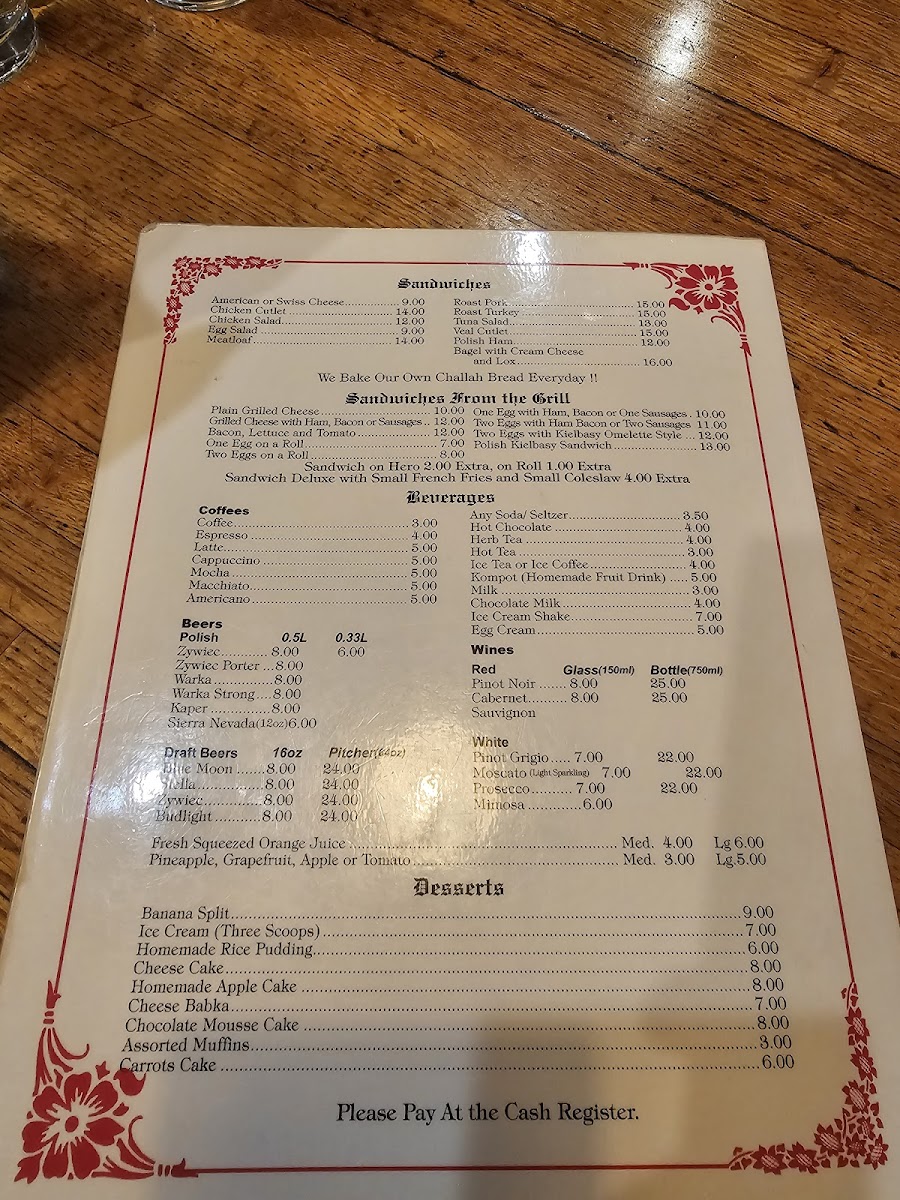 Sandwiches
American or Swiss Cheese.............. 9.00
Chicken Cutlet ........................... 14.00
Chicken Salad............................. 12.00
Egg Salad ................................... 9.00
Meatloaf..................................... 14.00
Roast Pork ................................. 15.00
Roast Turkey .............................. 15.00
Tuna Salad................................. 13.00
Veal Cutlet................................. 15.00
Polish Ham................................. 12.00
Bagel with Cream Cheese
and Lox................................. 16.00
We Bake Our Own Challah Bread Everyday !!
Sandwiches From the Grill
Plain Grilled Cheese........................... 10.00
Grilled Cheese with Ham, Bacon or Sausages .. 12.00
Bacon, Lettuce and Tomato .................. 12.00
One Egg on a Roll................................. 7.00
Two Eggs on a Roll ............................... 8.00
One Egg with Ham, Bacon or One Sausages . 10.00
Two Eggs with Ham Bacon or Two Sausages 11.00
Two Eggs with Kielbasy Omelette Style ... 12.00
Polish Kielbasy Sandwich..................... 13.00
Sandwich on Hero 2.00 Extra, on Roll 1.00 Extra
Sandwich Deluxe with Small French Fries and Small Coleslaw 4.00 Extra
Beverages
Coffees
Coffee........................................... 3.00
Espresso ....................................... 4.00
Latte.............................................. 5.00
Cappuccino ................................... 5.00
Mocha ........................................... 5.00
Macchiato...................................... 5.00
Americano ..................................... 5.00
Any Soda/ Seltzer........................... 3.50
Hot Chocolate ............................... 4.00
Herb Tea ....................................... 4.00
Hot Tea ......................................... 3.00
Ice Tea or Ice Coffee....................... 4.00
Kompot (Homemade Fruit Drink) ..... 5.00
Milk ............................................... 3.00
Chocolate Milk ............................... 4.00
Ice Cream Shake............................. 7.00
Egg Cream..................................... 5.00
Beers
Polish 0.5L 0.33L
Zywiec............ 8.00 6.00
Zywiec Porter ... 8.00
Warka .............. 8.00
Warka Strong.... 8.00
Kaper ............... 8.00
Sierra Nevada(12oz)6.00
Draft Beers 16oz Pitcher(64oz)
Blue Moon .......8.00 24.00
Stella.................8.00 24.00
Zywiec...............8.00 24.00
Budlight ...........8.00 24.00
Wines
Red Glass(150ml) Bottle(750ml)
Pinot Noir ....... 8.00 25.00
Cabernet.......... 8.00 25.00
Sauvignon
White
Pinot Grigio ..... 7.00 22.00
Moscato (Light Sparkling) 7.00 22.00
Prosecco.......... 7.00 22.00
Mimosa ............6.00
Fresh Squeezed Orange Juice ............................ Med. 4.00 Lg 6.00
Pineapple, Grapefruit, Apple or Tomato ............... Med. 3.00 Lg.5.00
Desserts
Banana Split.............................................9.00
Ice Cream (Three Scoops) .............................7.00
Homemade Rice Pudding...............................6.00
Cheese Cake.............................................8.00
Homemade Apple Cake ................................8.00
Cheese Babka............................................7.00
Chocolate Mousse Cake ...............................8.00
Assorted Muffins........................................3.00
Carrots Cake .............................................6.00
Please Pay At the Cash Register.